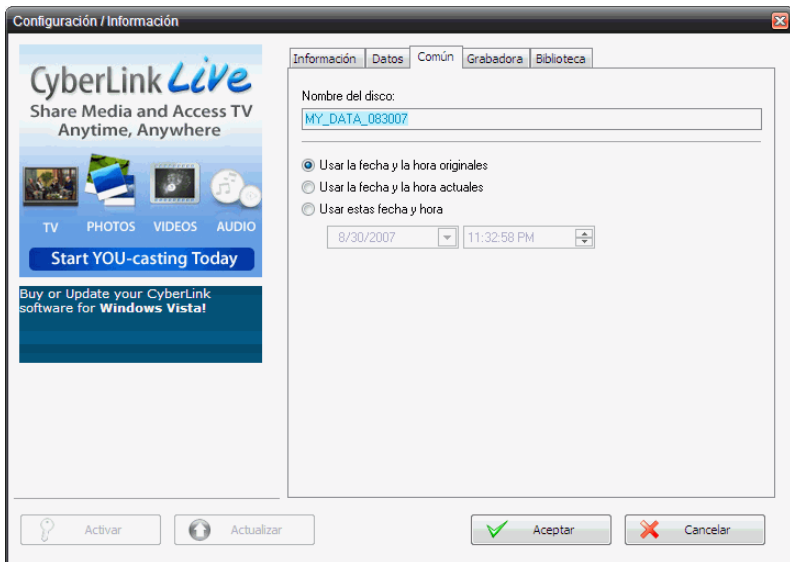 Configuración / Información
CyberLink Live
Share Media and Access TV
Anytime, Anywhere
TV PHOTOS VIDEOS AUDIO
Start YOU-casting Today
Buy or Update your CyberLink
software for Windows Vista!
Información Datos Común Grabadora Biblioteca
Nombre del disco:
MY_DATA_083007
Usar la fecha y la hora originales
Usar la fecha y la hora actuales
Usar estas fecha y hora
8/30/2007 11:32:58 PM
Activar Actualizar Aceptar Cancelar